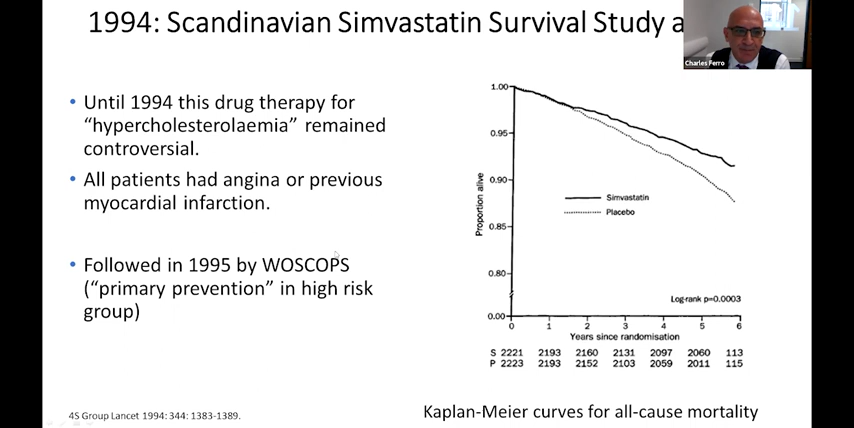 1994: Scandinavian Simvastatin Survival Study a
Charles Ferro
• Until 1994 this drug therapy for
“hypercholesterolaemia” remained
controversial.
• All patients had angina or previous
myocardial infarction.
• Followed in 1995 by WOSCOPS
(“primary prevention” in high risk
group)
4S Group Lancet 1994: 344: 1383-1389.
Proportion alive
1.00
0.95
0.90
0.85
0.80
0.00
Simvastatin
Placebo
Log-rank p=0.0003
0 1 2 3 4 5 6
Years since randomisation
S 2221 2193 2160 2131 2097 2060 113
P 2223 2193 2152 2103 2059 2011 115
Kaplan-Meier curves for all-cause mortality